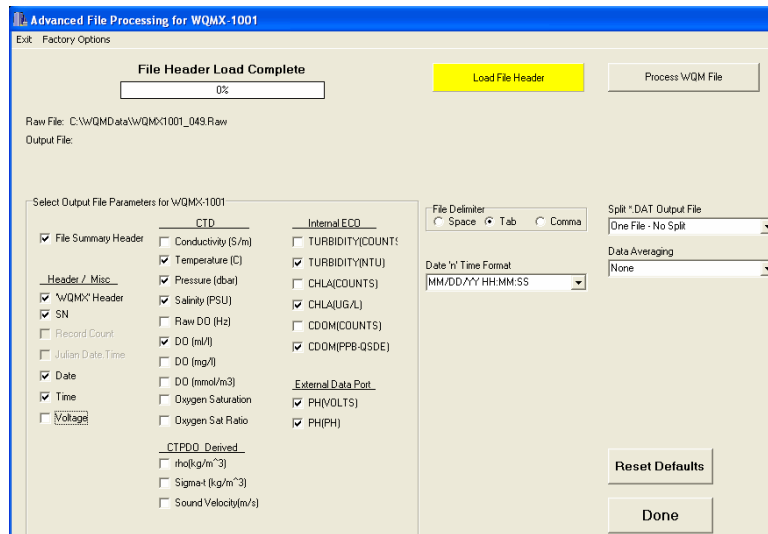 Advanced File Processing for WQMX-1001
Exit Factory Options
File Header Load Complete
0%
Load File Header
Process WQM File
Raw File: C:\WQMData\WQMX1001_049.Raw
Output File:
Select Output File Parameters for WQMX-1001
File Summary Header
Header / Misc
'WQMX' Header
SN
Record Count
Julian Date.Time
Date
Time
Voltage
CTD
Conductivity (S/m)
Temperature (C)
Pressure (dbar)
Salinity (PSU)
Raw DO (Hz)
DO (ml/l)
DO (mg/l)
DO (mmol/m3)
Oxygen Saturation
Oxygen Sat Ratio
CTPDO Derived
rho(kg/m^3)
Sigma-t (kg/m^3)
Sound Velocity(m/s)
Internal ECO
TURBIDITY(COUNTS
TURBIDITY(NTU)
CHLA(COUNTS)
CHLA(UG/L)
CDOM(COUNTS)
CDOM(PPB-QSDE)
External Data Port
PH(VOLTS)
PH(PH)
File Delimiter
Space Tab Comma
Date 'n' Time Format
MM/DD/YY HH:MM:SS
Split *.DAT Output File
One File - No Split
Data Averaging
None
Reset Defaults
Done